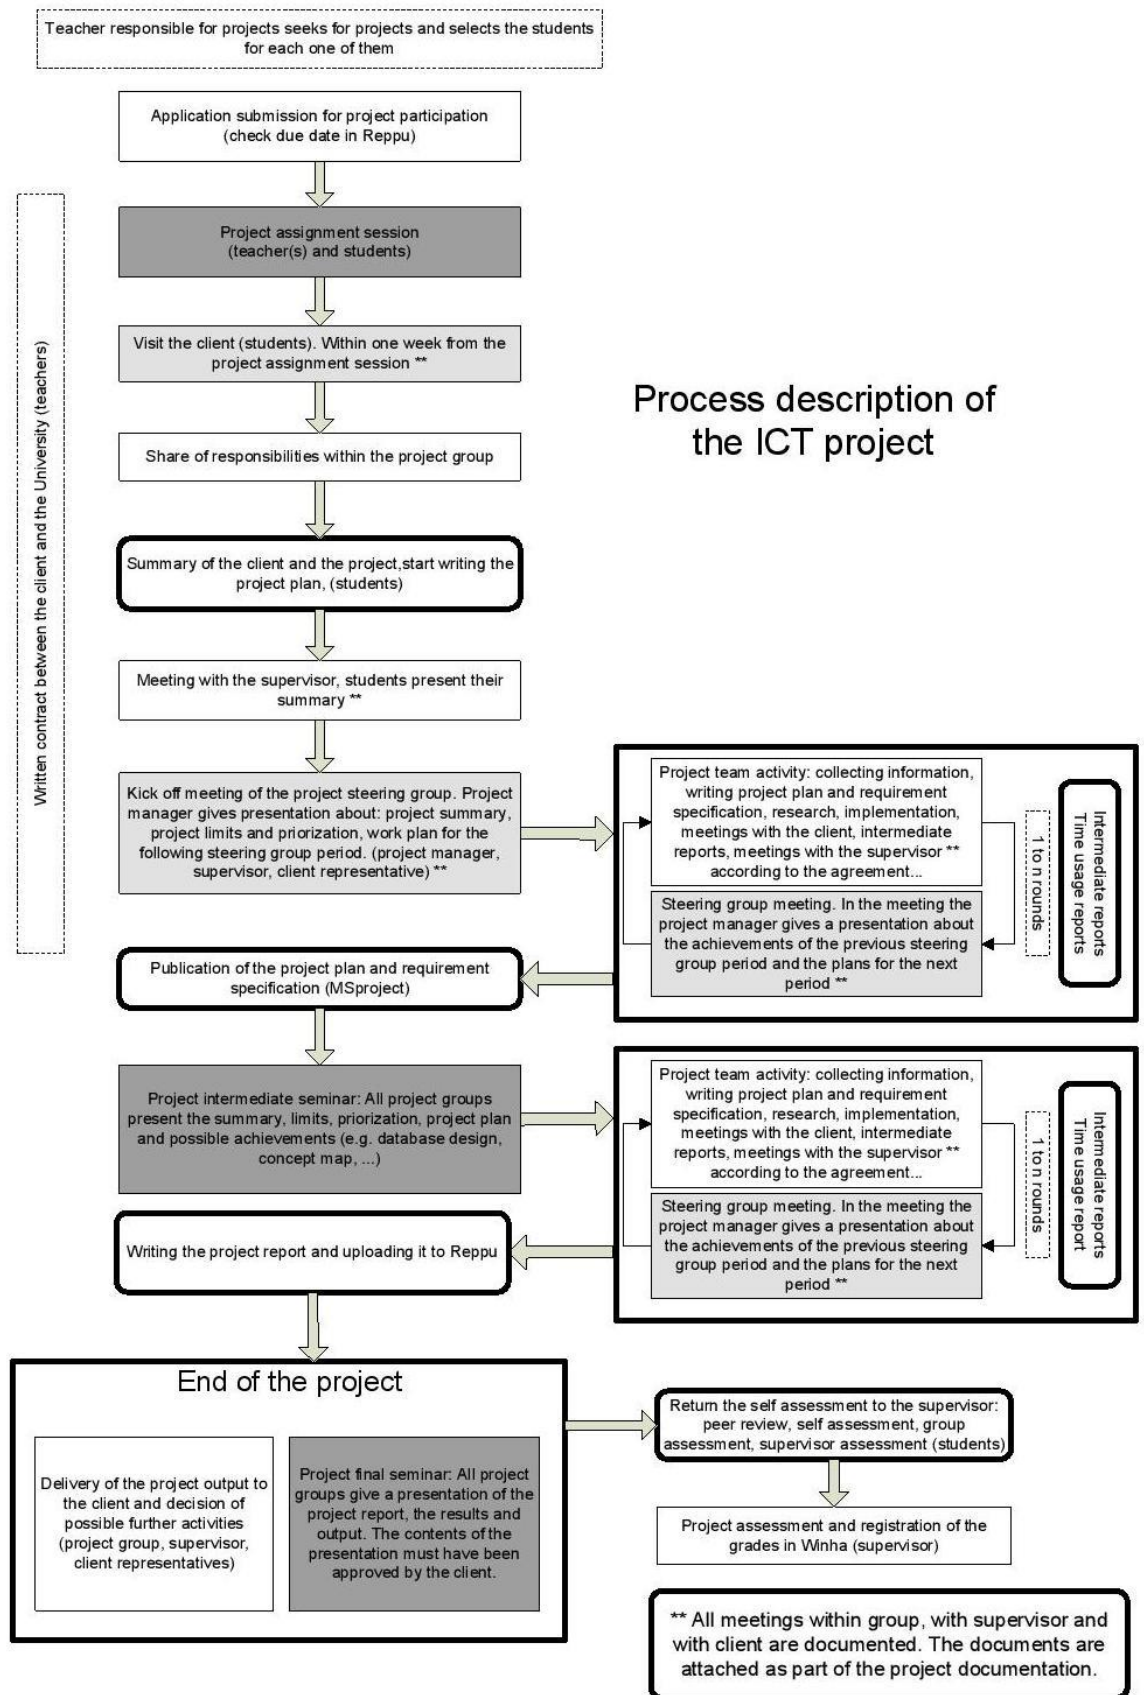 Teacher responsible for projects seeks for projects and selects the students
for each one of them
Application submission for project participation
(check due date in Reppu)
Project assignment session
(teacher(s) and students)
Written contract between the client and the University (teachers)
Visit the client (students). Within one week from the
project assignment session **
Process description of
the ICT project
Share of responsibilities within the project group
Summary of the client and the project,start writing the
project plan, (students)
Meeting with the supervisor, students present their
summary **
Kick off meeting of the project steering group. Project
manager gives presentation about: project summary,
project limits and priorization, work plan for the
following steering group period. (project manager,
supervisor, client representative) **
Project team activity: collecting information,
writing project plan and requirement
specification, research, implementation,
meetings with the client, intermediate
reports, meetings with the supervisor **
according to the agreement...
Steering group meeting. In the meeting the
project manager gives a presentation about
the achievements of the previous steering
group period and the plans for the next
period **
1 to n rounds
Intermediate reports
Time usage reports
Publication of the project plan and requirement
specification (MSproject)
Project intermediate seminar: All project groups
present the summary, limits, priorization, project plan
and possible achievements (e.g. database design,
concept map, ...)
Project team activity: collecting information,
writing project plan and requirement
specification, research, implementation,
meetings with the client, intermediate
reports, meetings with the supervisor **
according to the agreement...
Steering group meeting. In the meeting the
project manager gives a presentation about
the achievements of the previous steering
group period and the plans for the next
period **
1 to n rounds
Intermediate reports
Time usage report
Writing the project report and uploading it to Reppu
End of the project
Delivery of the project output to
the client and decision of
possible further activities
(project group, supervisor,
client representatives)
Project final seminar: All project
groups give a presentation of the
project report, the results and
output. The contents of the
presentation must have been
approved by the client.
Return the self assessment to the supervisor:
peer review, self assessment, group
assessment, supervisor assessment (students)
Project assessment and registration of the
grades in Winha (supervisor)
** All meetings within group, with supervisor and
with client are documented. The documents are
attached as part of the project documentation.